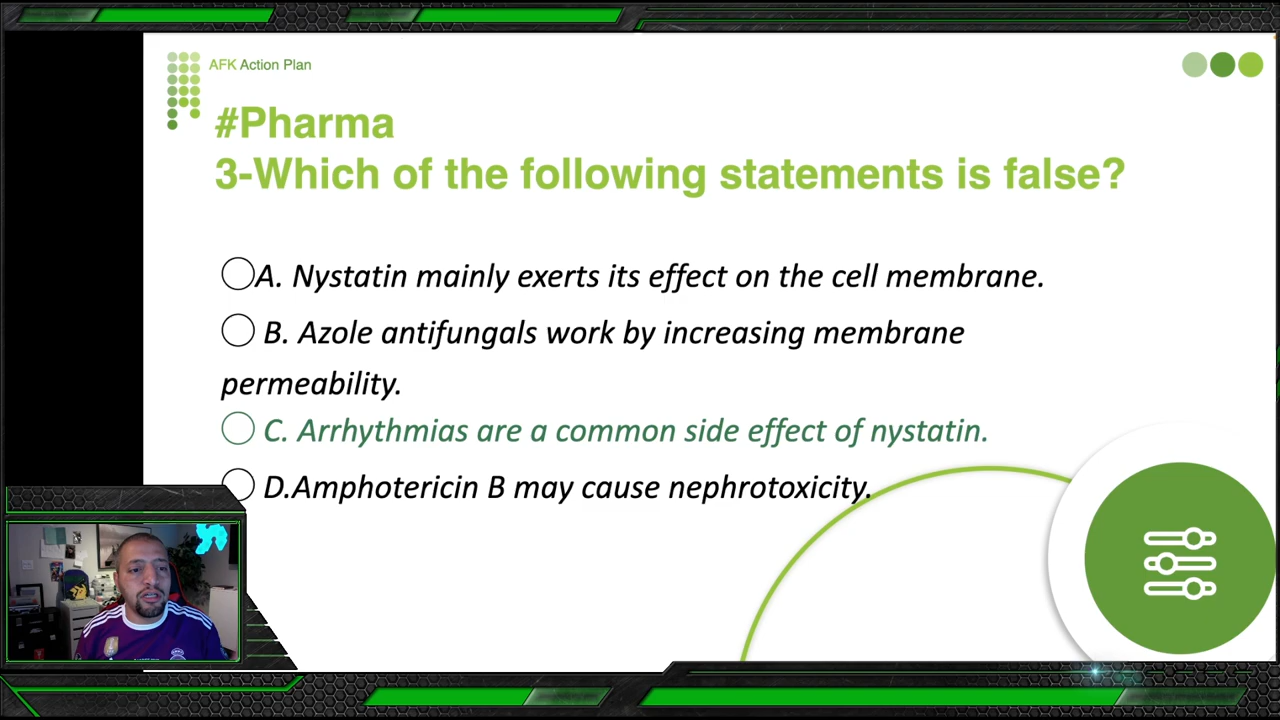 AFK Action Plan
#Pharma
3-Which of the following statements is false?
A. Nystatin mainly exerts its effect on the cell membrane.
B. Azole antifungals work by increasing membrane
permeability.
C. Arrhythmias are a common side effect of nystatin.
D.Amphotericin B may cause nephrotoxicity.